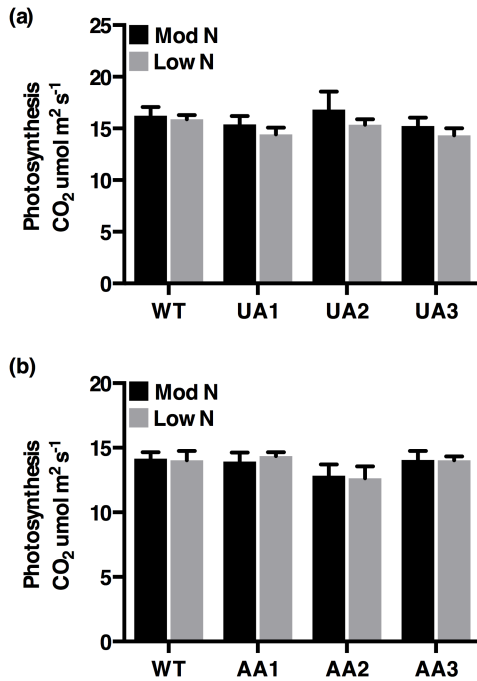 (a)
25
20
15
10
5
0
Mod N
Low N
Photosynthesis
CO₂ umol m² s⁻¹
WT UA1 UA2 UA3
(b)
20
15
10
5
0
Mod N
Low N
Photosynthesis
CO₂ umol m² s⁻¹
WT AA1 AA2 AA3